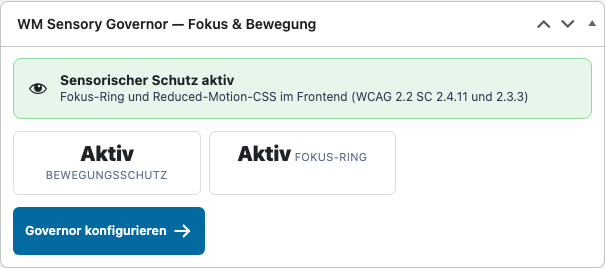 WM Sensory Governor — Fokus & Bewegung
Sensorischer Schutz aktiv
Fokus-Ring und Reduced-Motion-CSS im Frontend (WCAG 2.2 SC 2.4.11 und 2.3.3)
Aktiv
BEWEGUNGSSCHUTZ
Aktiv FOKUS-RING
Governor konfigurieren →